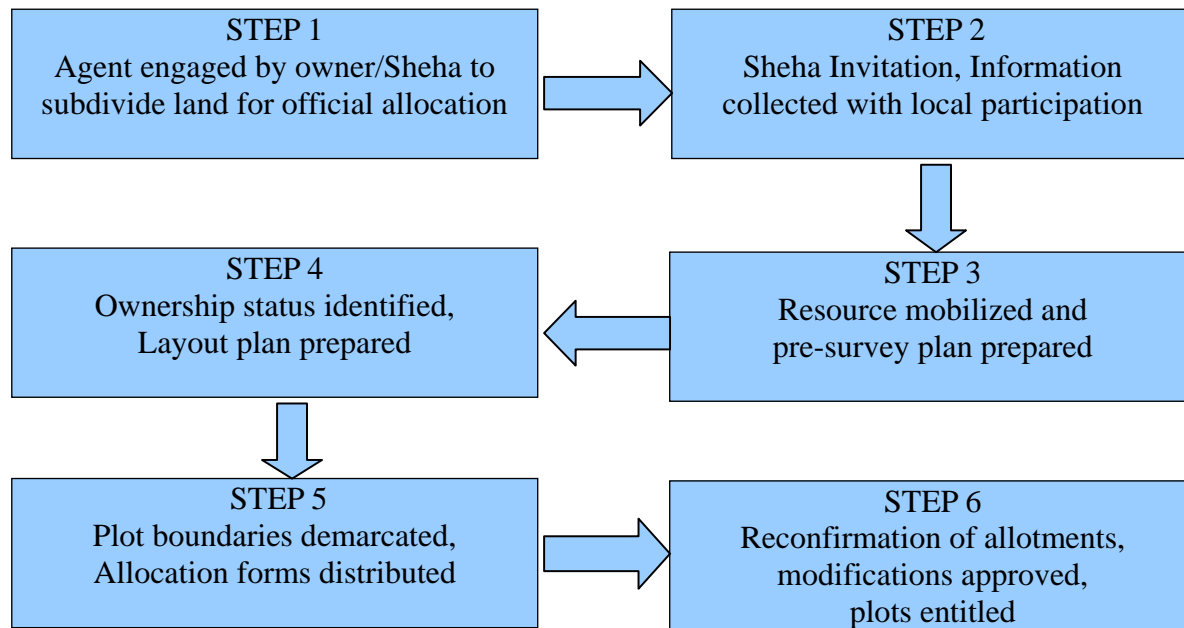 STEP 1
Agent engaged by owner/Sheha to
subdivide land for official allocation
STEP 2
Sheha Invitation, Information
collected with local participation
STEP 3
Resource mobilized and
pre-survey plan prepared
STEP 4
Ownership status identified,
Layout plan prepared
STEP 5
Plot boundaries demarcated,
Allocation forms distributed
STEP 6
Reconfirmation of allotments,
modifications approved,
plots entitled